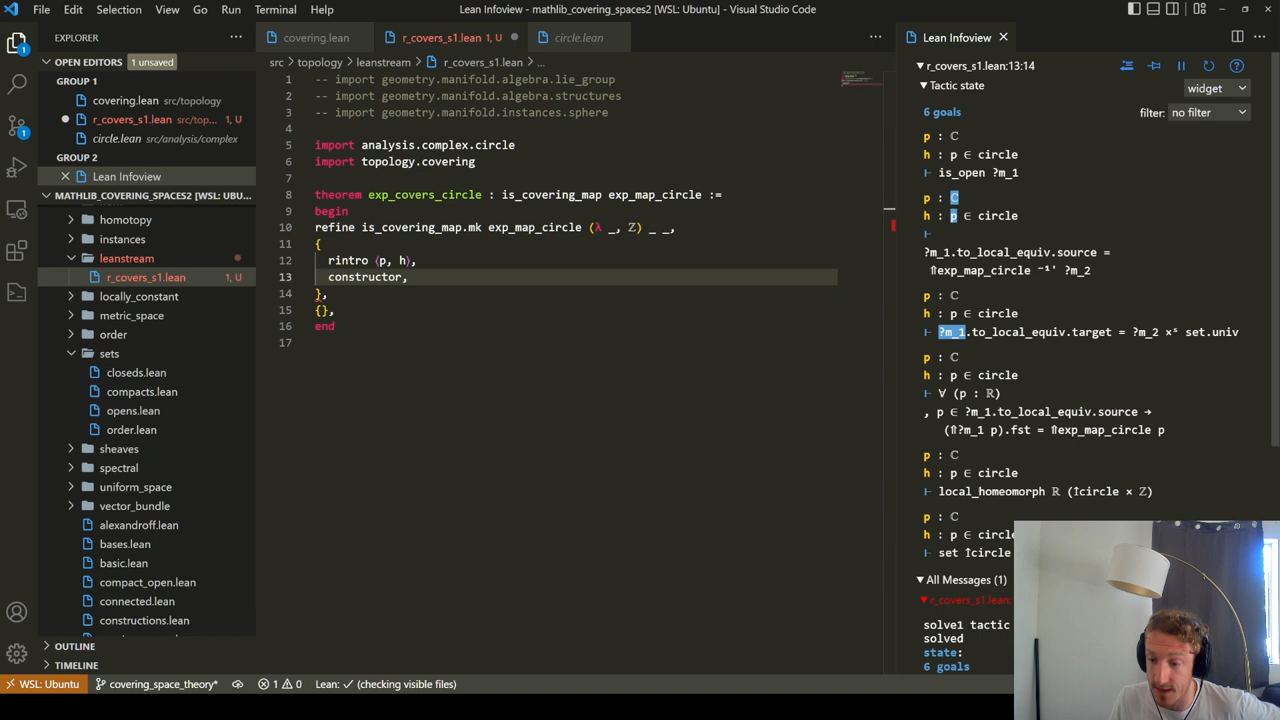 File Edit Selection View Go Run Terminal Help
Lean Infoview - mathlib_covering_spaces2 [WSL: Ubuntu] - Visual Studio Code
EXPLORER
OPEN EDITORS 1 unsaved
GROUP 1
covering.lean src/topology
r_covers_s1.lean src/top... 1, U
circle.lean src/analysis/complex
GROUP 2
Lean Infoview
MATHLIB_COVERING_SPACES2 [WSL: UBU...
homotopy
instances
leanstream
r_covers_s1.lean 1, U
locally_constant
metric_space
order
sets
closeds.lean
compacts.lean
opens.lean
order.lean
sheaves
spectral
uniform_space
vector_bundle
alexandroff.lean
bases.lean
basic.lean
compact_open.lean
connected.lean
constructions.lean
OUTLINE
TIMELINE
covering.lean
r_covers_s1.lean 1, U
circle.lean
src > topology > leanstream > r_covers_s1.lean > ...
1 -- import geometry.manifold.algebra.lie_group
2 -- import geometry.manifold.algebra.structures
3 -- import geometry.manifold.instances.sphere
4
5 import analysis.complex.circle
6 import topology.covering
7
8 theorem exp_covers_circle : is_covering_map exp_map_circle :=
9 begin
10 refine is_covering_map.mk exp_map_circle (λ _, ℤ) _ _,
11 {
12 rintro ⟨p, h⟩,
13 constructor,
14 },
15 {},
16 end
17
Lean Infoview
r_covers_s1.lean:13:14
Tactic state
widget
6 goals
filter: no filter
p : ℂ
h : p ∈ circle
⊢ is_open ?m_1
p : ℂ
h : p ∈ circle
⊢
?m_1.to_local_equiv.source =
⇑exp_map_circle ⁻¹' ?m_2
p : ℂ
h : p ∈ circle
⊢ ?m_1.to_local_equiv.target = ?m_2 ×ˢ set.univ
p : ℂ
h : p ∈ circle
⊢ ∀ (p : ℝ)
, p ∈ ?m_1.to_local_equiv.source →
(⇑?m_1 p).fst = ⇑exp_map_circle p
p : ℂ
h : p ∈ circle
⊢ local_homeomorph ℝ (↥circle × ℤ)
p : ℂ
h : p ∈ circle
⊢ set ↥circle
All Messages (1)
r_covers_s1.lean:
solve1 tactic
solved
state:
6 goals
WSL: Ubuntu
covering_space_theory*
1 0
Lean: ✓ (checking visible files)